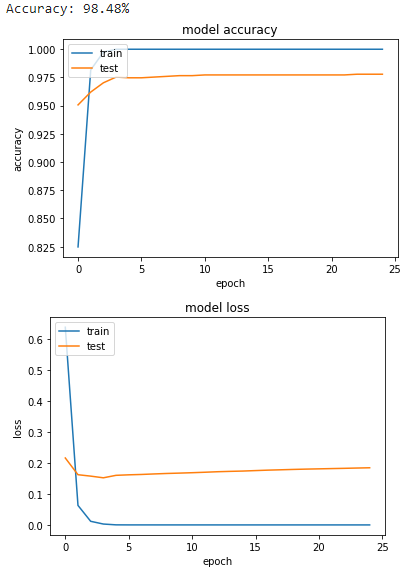 Accuracy: 98.48%
model accuracy
1.000
0.975
0.950
0.925
0.900
0.875
0.850
0.825
accuracy
train
test
0 5 10 15 20 25
epoch
model loss
0.6
0.5
0.4
0.3
0.2
0.1
0.0
loss
train
test
0 5 10 15 20 25
epoch